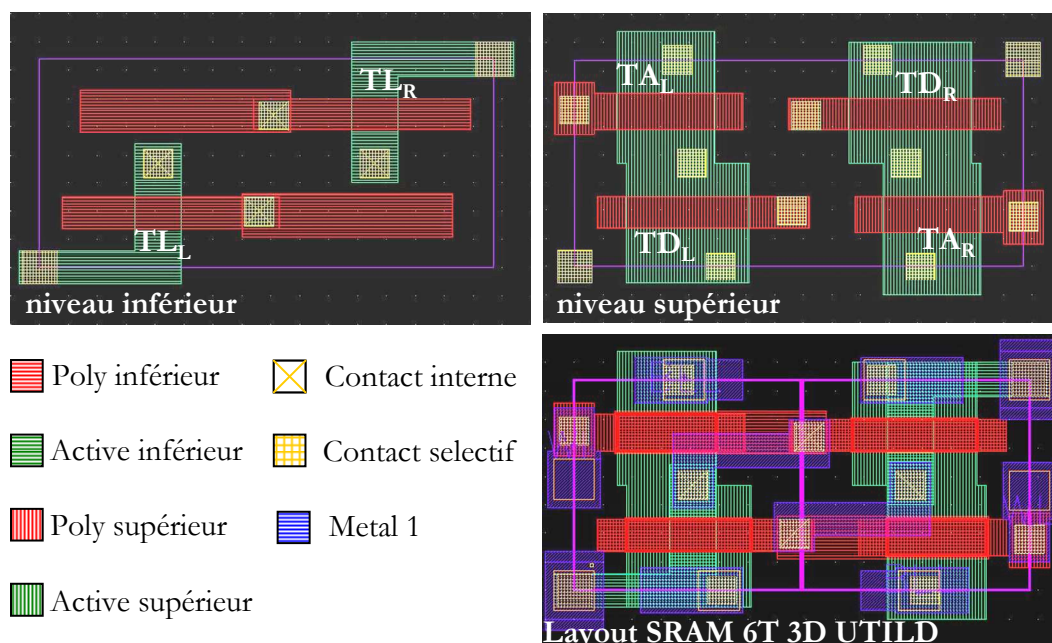 TL_R
TL_L
niveau inférieur
TA_L
TD_R
TD_L
TA_R
niveau supérieur
Poly inférieur
Contact interne
Active inférieur
Contact selectif
Poly supérieur
Metal 1
Active supérieur
Layout SRAM 6T 3D UTILD